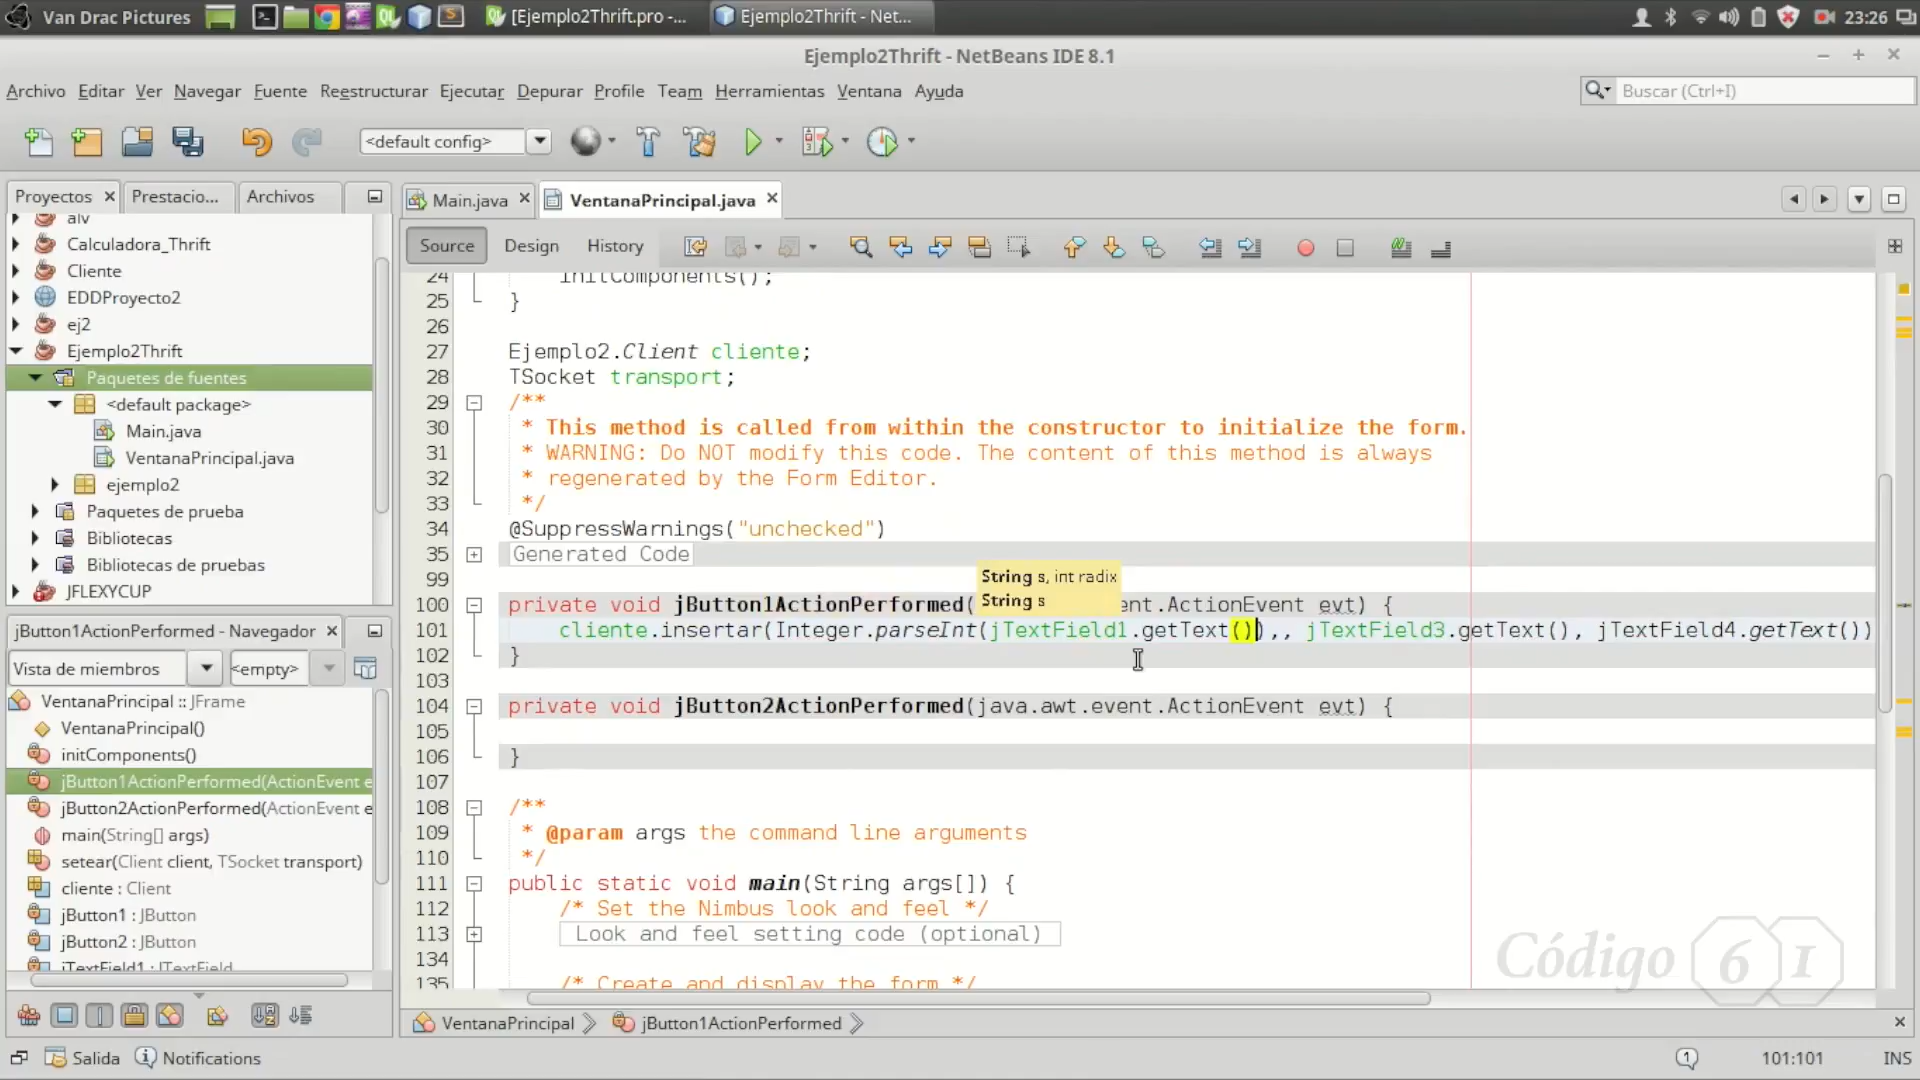 Van Drac Pictures
[Ejemplo2Thrift.pro -...
Ejemplo2Thrift - Net...
23:26
Ejemplo2Thrift - NetBeans IDE 8.1
Archivo Editar Ver Navegar Fuente Reestructurar Ejecutar Depurar Profile Team Herramientas Ventana Ayuda
Buscar (Ctrl+I)
<default config>
Proyectos
Prestacio...
Archivos
alv
Calculadora_Thrift
Cliente
EDDProyecto2
ej2
Ejemplo2Thrift
Paquetes de fuentes
<default package>
Main.java
VentanaPrincipal.java
ejemplo2
Paquetes de prueba
Bibliotecas
Bibliotecas de pruebas
JFLEXYCUP
jButton1ActionPerformed - Navegador
Vista de miembros
<empty>
VentanaPrincipal :: JFrame
VentanaPrincipal()
initComponents()
jButton1ActionPerformed(ActionEvent e
jButton2ActionPerformed(ActionEvent e
main(String[] args)
setear(Client client, TSocket transport)
cliente : Client
jButton1 : JButton
jButton2 : JButton
jTextField1 : JTextField
Main.java
VentanaPrincipal.java
Source Design History
24 initComponents();
25 }
26
27 Ejemplo2.Client cliente;
28 TSocket transport;
29 /**
30 * This method is called from within the constructor to initialize the form.
31 * WARNING: Do NOT modify this code. The content of this method is always
32 * regenerated by the Form Editor.
33 */
34 @SuppressWarnings("unchecked")
35 Generated Code
99
String s, int radix
String s
100 private void jButton1ActionPerformed( ent.ActionEvent evt) {
101 cliente.insertar(Integer.parseInt(jTextField1.getText()),, jTextField3.getText(), jTextField4.getText())
102 }
103
104 private void jButton2ActionPerformed(java.awt.event.ActionEvent evt) {
105
106 }
107
108 /**
109 * @param args the command line arguments
110 */
111 public static void main(String args[]) {
112 /* Set the Nimbus look and feel */
113 Look and feel setting code (optional)
134
135 /* Create and display the form */
Código 6 1
VentanaPrincipal
jButton1ActionPerformed
Salida
Notifications
1
101:101
INS